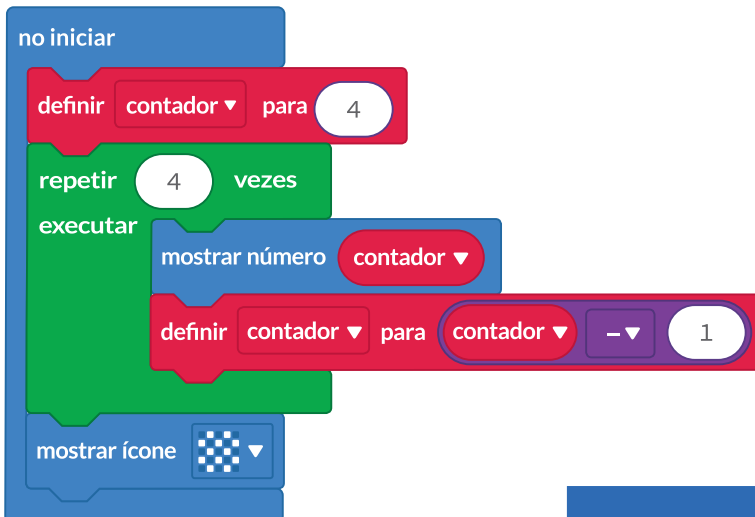 no iniciar
definir contador para 4
repetir 4 vezes
executar
mostrar número contador
definir contador para contador – 1
mostrar ícone